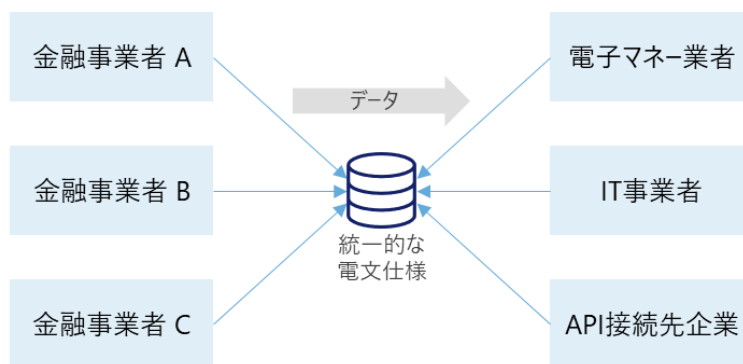 金融事業者 A
電子マネー業者
データ
金融事業者 B
IT事業者
統一的な
電文仕様
金融事業者 C
API接続先企業